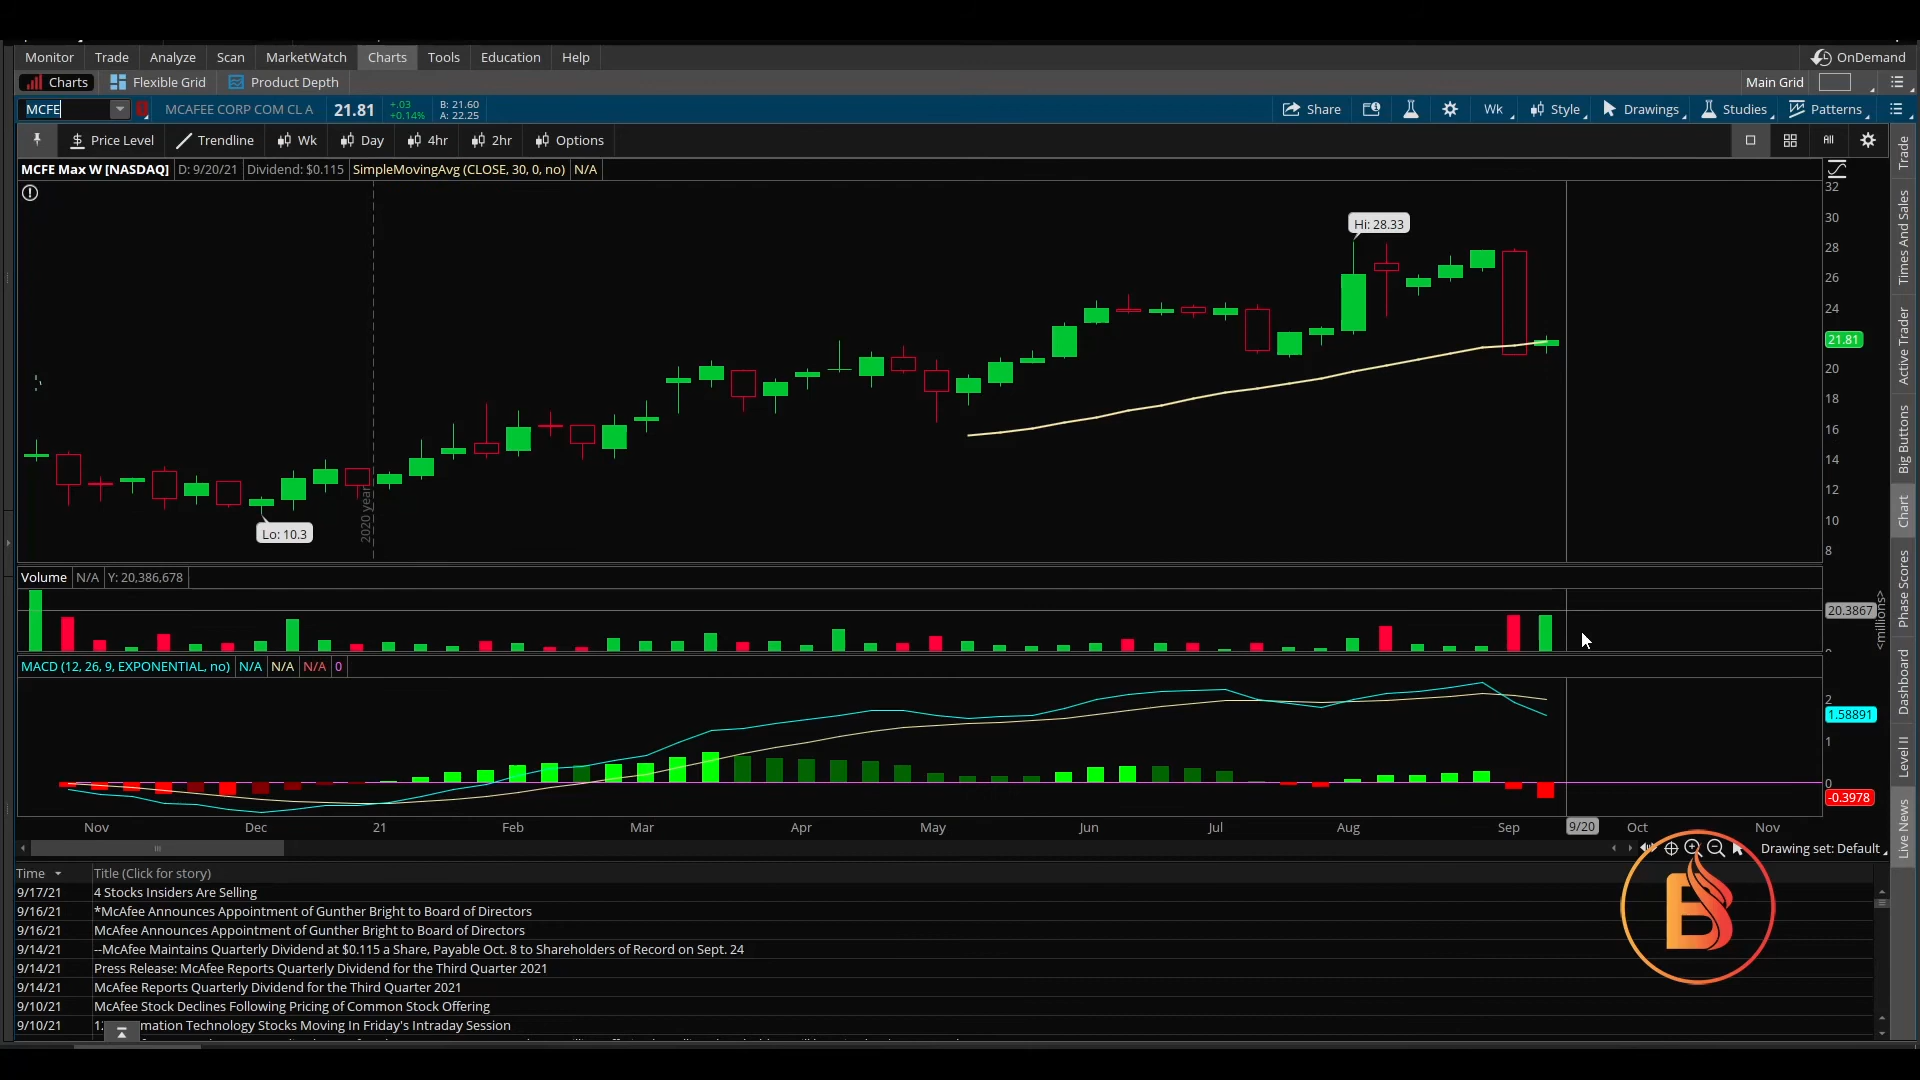 Monitor Trade Analyze Scan MarketWatch Charts Tools Education Help OnDemand
Charts Flexible Grid Product Depth Main Grid
MCFE MCAFEE CORP COM CL A 21.81 +.03 +0.14% B: 21.60 A: 22.25 Share Wk Style Drawings Studies Patterns
$ Price Level Trendline Wk Day 4hr 2hr Options All
MCFE Max W [NASDAQ] D: 9/20/21 Dividend: $0.115 SimpleMovingAvg (CLOSE, 30, 0, no) N/A
32
30
Hi: 28.33
28
26
24
21.81
20
18
16
14
12
10
8
Lo: 10.3
2020 year
Volume N/A Y: 20,386,678
20.3867
<millions>
MACD (12, 26, 9, EXPONENTIAL, no) N/A N/A N/A 0
2
1.58891
1
0
-0.3978
Nov Dec 21 Feb Mar Apr May Jun Jul Aug Sep 9/20 Oct Nov
Drawing set: Default
Time Title (Click for story)
9/17/21 4 Stocks Insiders Are Selling
9/16/21 *McAfee Announces Appointment of Gunther Bright to Board of Directors
9/16/21 McAfee Announces Appointment of Gunther Bright to Board of Directors
9/14/21 --McAfee Maintains Quarterly Dividend at $0.115 a Share, Payable Oct. 8 to Shareholders of Record on Sept. 24
9/14/21 Press Release: McAfee Reports Quarterly Dividend for the Third Quarter 2021
9/14/21 McAfee Reports Quarterly Dividend for the Third Quarter 2021
9/10/21 McAfee Stock Declines Following Pricing of Common Stock Offering
9/10/21 Technology Stocks Moving In Friday's Intraday Session
Trade
Times And Sales
Active Trader
Big Buttons
Chart
Phase Scores
Dashboard
Level II
Live News
B